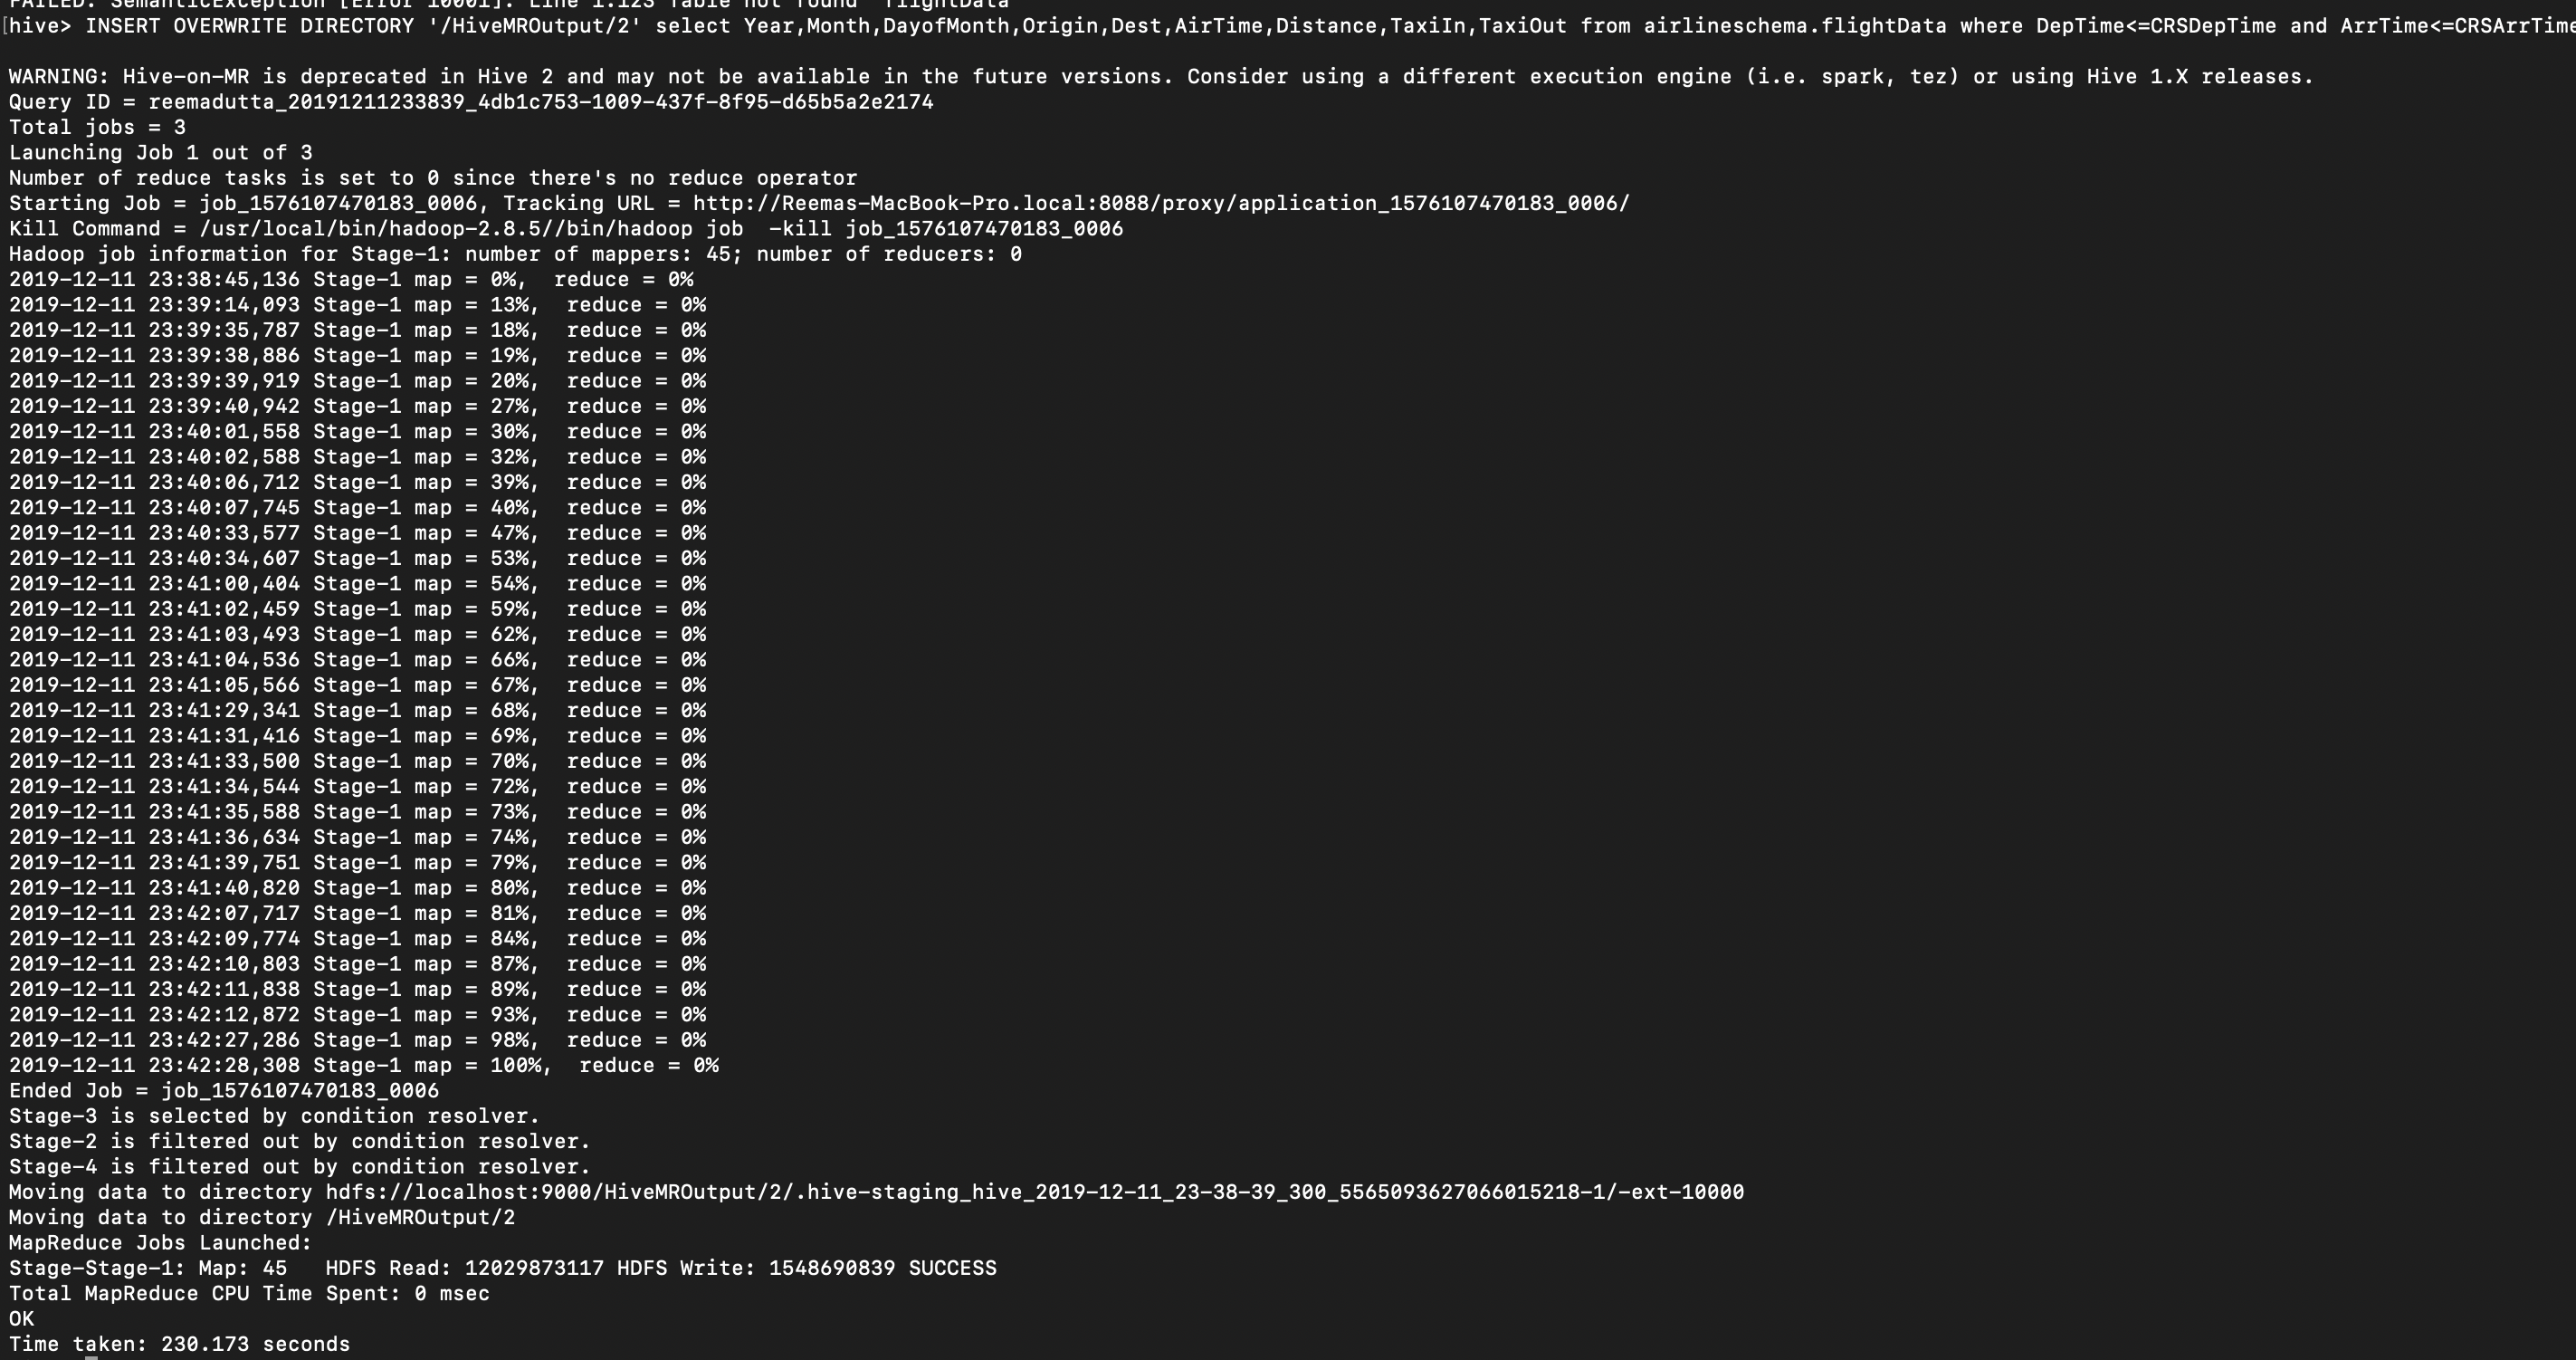 FAILED: SemanticException [Error 10001]: Line 1:123 Table not found 'flightData'
[hive> INSERT OVERWRITE DIRECTORY '/HiveMROutput/2' select Year,Month,DayofMonth,Origin,Dest,AirTime,Distance,TaxiIn,TaxiOut from airlineschema.flightData where DepTime<=CRSDepTime and ArrTime<=CRSArrTime
WARNING: Hive-on-MR is deprecated in Hive 2 and may not be available in the future versions. Consider using a different execution engine (i.e. spark, tez) or using Hive 1.X releases.
Query ID = reemadutta_20191211233839_4db1c753-1009-437f-8f95-d65b5a2e2174
Total jobs = 3
Launching Job 1 out of 3
Number of reduce tasks is set to 0 since there's no reduce operator
Starting Job = job_1576107470183_0006, Tracking URL = http://Reemas-MacBook-Pro.local:8088/proxy/application_1576107470183_0006/
Kill Command = /usr/local/bin/hadoop-2.8.5//bin/hadoop job  -kill job_1576107470183_0006
Hadoop job information for Stage-1: number of mappers: 45; number of reducers: 0
2019-12-11 23:38:45,136 Stage-1 map = 0%,  reduce = 0%
2019-12-11 23:39:14,093 Stage-1 map = 13%,  reduce = 0%
2019-12-11 23:39:35,787 Stage-1 map = 18%,  reduce = 0%
2019-12-11 23:39:38,886 Stage-1 map = 19%,  reduce = 0%
2019-12-11 23:39:39,919 Stage-1 map = 20%,  reduce = 0%
2019-12-11 23:39:40,942 Stage-1 map = 27%,  reduce = 0%
2019-12-11 23:40:01,558 Stage-1 map = 30%,  reduce = 0%
2019-12-11 23:40:02,588 Stage-1 map = 32%,  reduce = 0%
2019-12-11 23:40:06,712 Stage-1 map = 39%,  reduce = 0%
2019-12-11 23:40:07,745 Stage-1 map = 40%,  reduce = 0%
2019-12-11 23:40:33,577 Stage-1 map = 47%,  reduce = 0%
2019-12-11 23:40:34,607 Stage-1 map = 53%,  reduce = 0%
2019-12-11 23:41:00,404 Stage-1 map = 54%,  reduce = 0%
2019-12-11 23:41:02,459 Stage-1 map = 59%,  reduce = 0%
2019-12-11 23:41:03,493 Stage-1 map = 62%,  reduce = 0%
2019-12-11 23:41:04,536 Stage-1 map = 66%,  reduce = 0%
2019-12-11 23:41:05,566 Stage-1 map = 67%,  reduce = 0%
2019-12-11 23:41:29,341 Stage-1 map = 68%,  reduce = 0%
2019-12-11 23:41:31,416 Stage-1 map = 69%,  reduce = 0%
2019-12-11 23:41:33,500 Stage-1 map = 70%,  reduce = 0%
2019-12-11 23:41:34,544 Stage-1 map = 72%,  reduce = 0%
2019-12-11 23:41:35,588 Stage-1 map = 73%,  reduce = 0%
2019-12-11 23:41:36,634 Stage-1 map = 74%,  reduce = 0%
2019-12-11 23:41:39,751 Stage-1 map = 79%,  reduce = 0%
2019-12-11 23:41:40,820 Stage-1 map = 80%,  reduce = 0%
2019-12-11 23:42:07,717 Stage-1 map = 81%,  reduce = 0%
2019-12-11 23:42:09,774 Stage-1 map = 84%,  reduce = 0%
2019-12-11 23:42:10,803 Stage-1 map = 87%,  reduce = 0%
2019-12-11 23:42:11,838 Stage-1 map = 89%,  reduce = 0%
2019-12-11 23:42:12,872 Stage-1 map = 93%,  reduce = 0%
2019-12-11 23:42:27,286 Stage-1 map = 98%,  reduce = 0%
2019-12-11 23:42:28,308 Stage-1 map = 100%,  reduce = 0%
Ended Job = job_1576107470183_0006
Stage-3 is selected by condition resolver.
Stage-2 is filtered out by condition resolver.
Stage-4 is filtered out by condition resolver.
Moving data to directory hdfs://localhost:9000/HiveMROutput/2/.hive-staging_hive_2019-12-11_23-38-39_300_5565093627066015218-1/-ext-10000
Moving data to directory /HiveMROutput/2
MapReduce Jobs Launched:
Stage-Stage-1: Map: 45   HDFS Read: 12029873117 HDFS Write: 1548690839 SUCCESS
Total MapReduce CPU Time Spent: 0 msec
OK
Time taken: 230.173 seconds